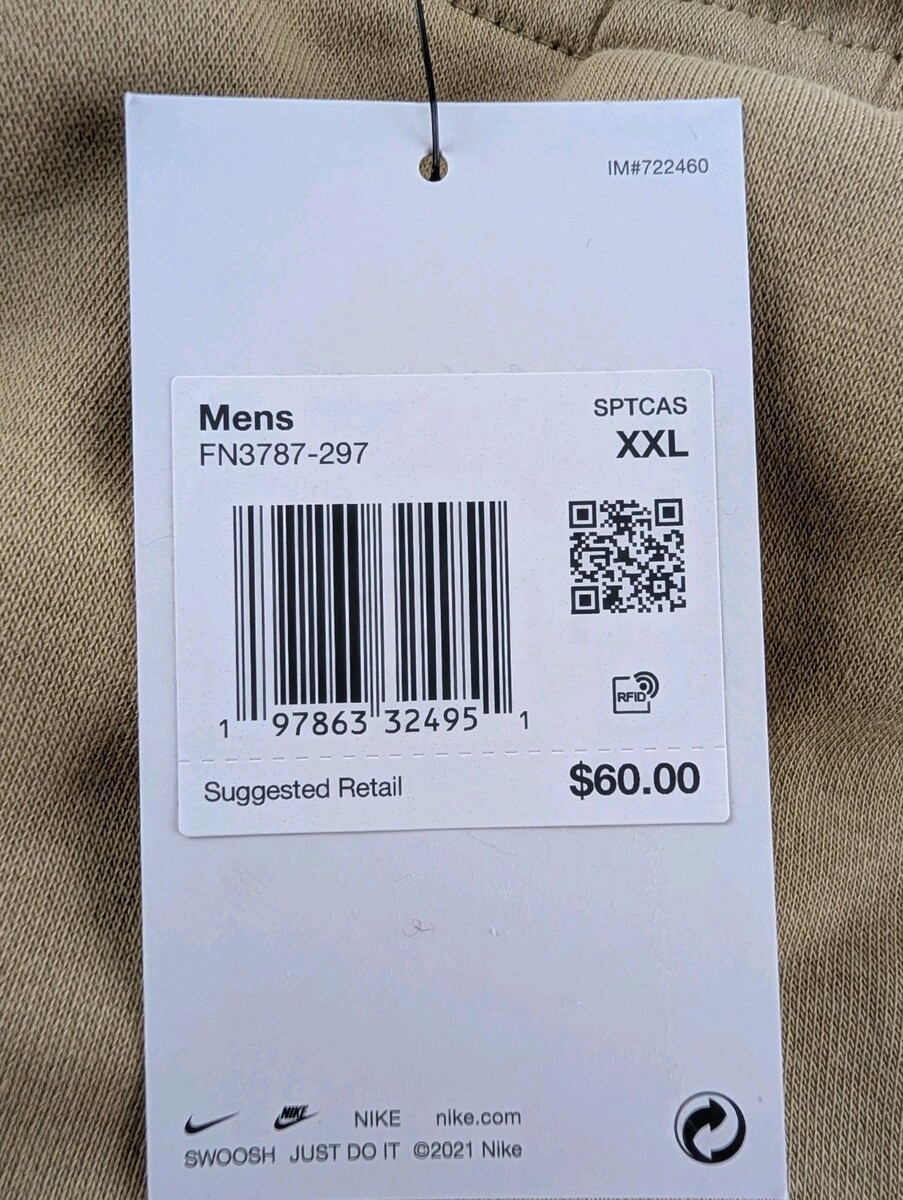 IM#722460
Mens
SPTCAS
FN3787-297
XXL
RFID
1 97863 32495 1
Suggested Retail
$60.00
NIKE NIKE nike.com
SWOOSH JUST DO IT ©2021 Nike